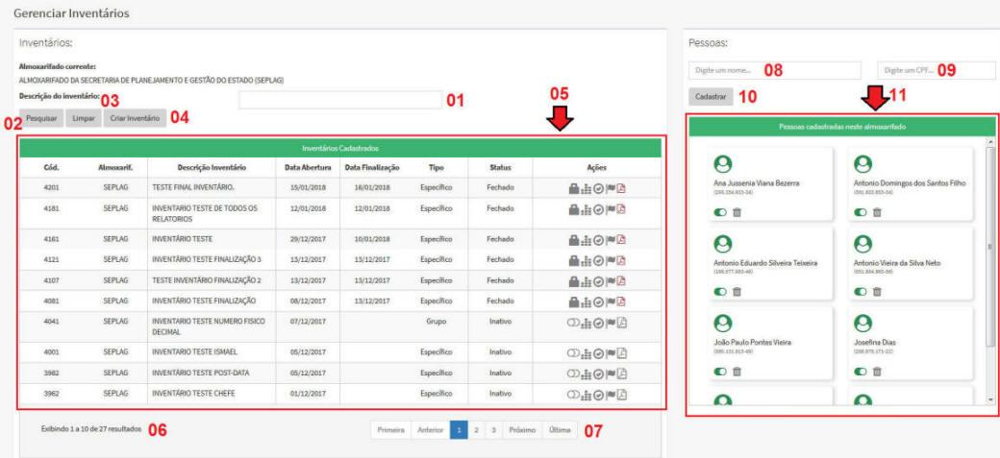 Gerenciar Inventários
Inventários:
Almoxarifado corrente:
ALMOXARIFADO DA SECRETARIA DE PLANEJAMENTO E GESTÃO DO ESTADO (SEPLAG)
Descrição do inventário: 03 01
02 Pesquisar Limpar Criar Inventário 04
05
Inventários Cadastrados
Cód. Almoxarif. Descrição Inventário Data Abertura Data Finalização Tipo Status Ações
4201 SEPLAG TESTE FINAL INVENTÁRIO. 15/01/2018 16/01/2018 Específico Fechado
4181 SEPLAG INVENTARIO TESTE DE TODOS OS RELATORIOS 12/01/2018 12/01/2018 Específico Fechado
4161 SEPLAG INVENTÁRIO TESTE 29/12/2017 10/01/2018 Específico Fechado
4121 SEPLAG INVENTÁRIO TESTE FINALIZAÇÃO 3 13/12/2017 13/12/2017 Específico Fechado
4107 SEPLAG TESTE INVENTÁRIO FINALIZAÇÃO 2 13/12/2017 13/12/2017 Específico Fechado
4081 SEPLAG INVENTÁRIO TESTE FINALIZAÇÃO 08/12/2017 13/12/2017 Específico Fechado
4041 SEPLAG INVENTARIO TESTE NUMERO FISICO DECIMAL 07/12/2017 Grupo Inativo
4001 SEPLAG INVENTARIO TESTE ISMAEL 05/12/2017 Específico Inativo
3982 SEPLAG INVENTÁRIO TESTE POST-DATA 05/12/2017 Específico Inativo
3962 SEPLAG INVENTÁRIO TESTE CHEFE 01/12/2017 Específico Inativo
Exibindo 1 a 10 de 27 resultados 06
Primeira Anterior 1 2 3 Próximo Última 07
Pessoas:
Digite um nome... 08 Digite um CPF... 09
Cadastrar 10 11
Pessoas cadastradas neste almoxarifado
Ana Jussenia Viana Bezerra
Antonio Domingos dos Santos Filho
Antonio Eduardo Silveira Teixeira
Antonio Vieira da Silva Neto
João Paulo Pontes Vieira
Josefina Dias